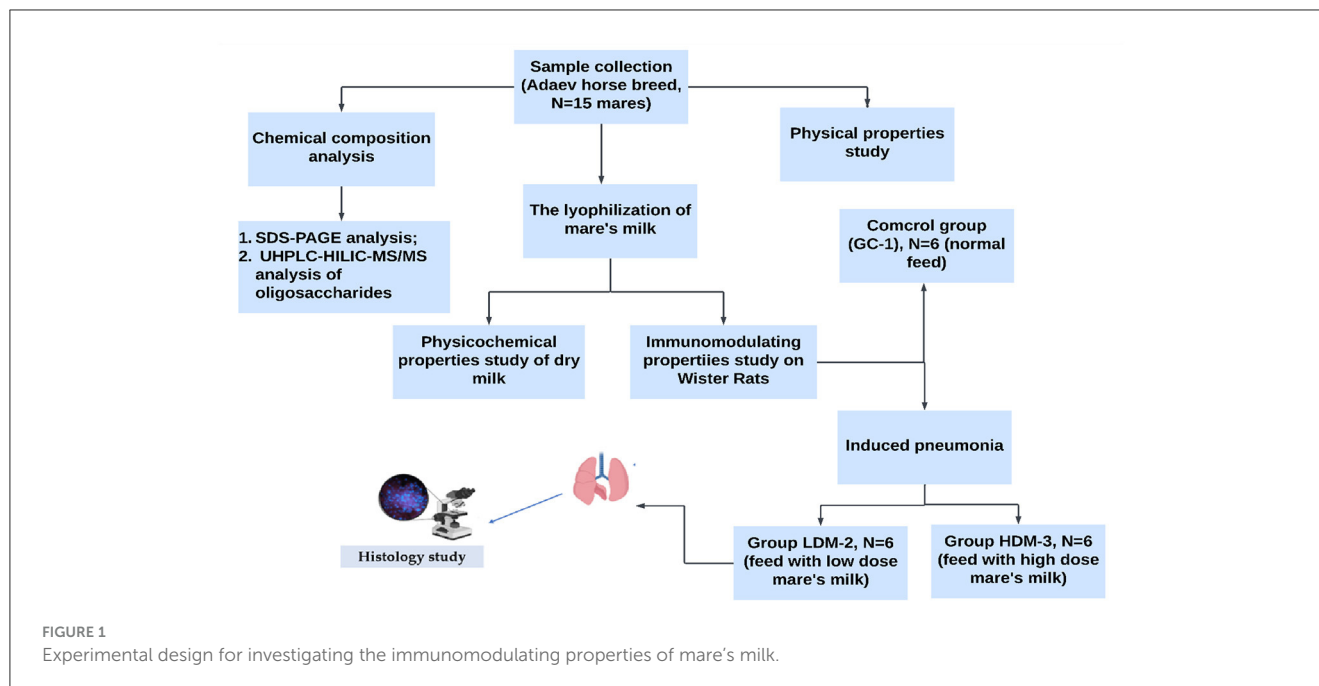 Sample collection
(Adaev horse breed,
N=15 mares)
Chemical composition
analysis
Physical properties
study
The lyophilization of
mare's milk
1. SDS-PAGE analysis;
2. UHPLC-HILIC-MS/MS
analysis of
oligosaccharides
Comcrol group
(GC-1), N=6 (normal
feed)
Physicochemical
properties study of dry
milk
Immunomodulating
propertiies study on
Wister Rats
Induced pneumonia
Histology study
Group LDM-2, N=6
(feed with low dose
mare's milk)
Group HDM-3, N=6
(feed with high dose
mare's milk)
FIGURE 1
Experimental design for investigating the immunomodulating properties of mare's milk.